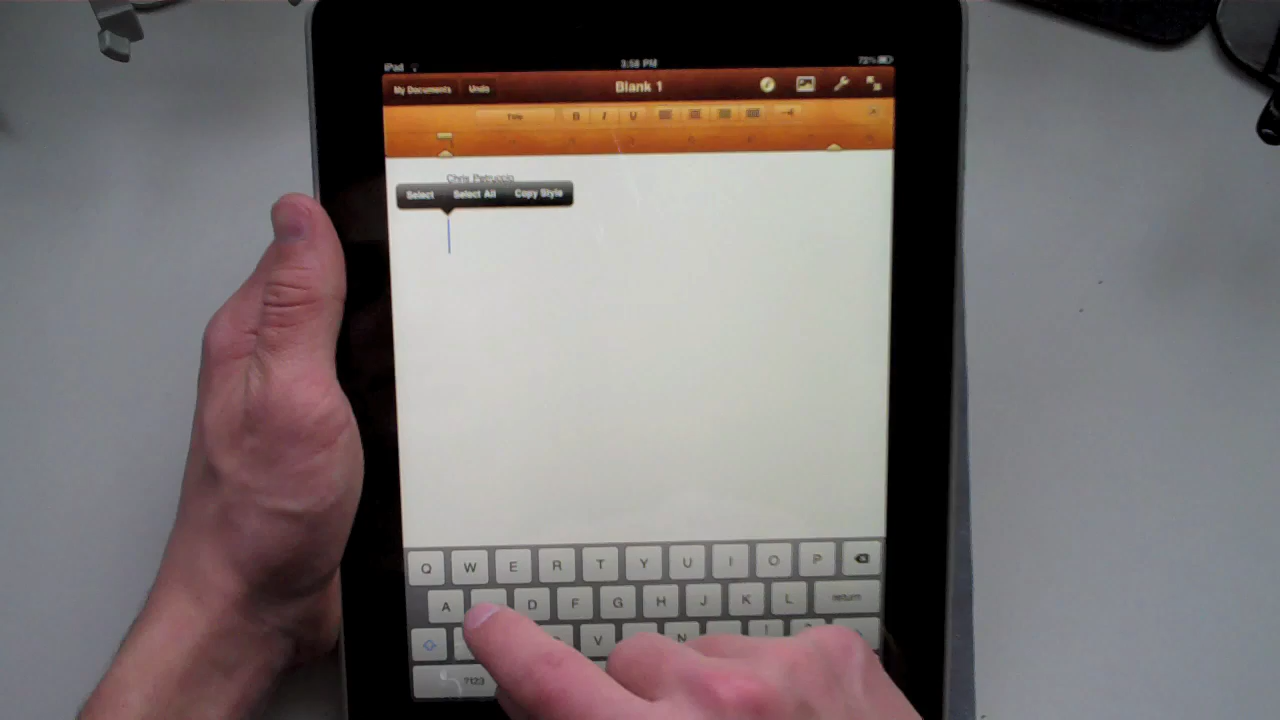 iPad 3:58 PM 72%
My Documents Undo Blank 1
Title B I U
Chris Petruccio
Select Select All Copy Style
Q W E R T Y U I O P
A D F G H J K L return
V N
.?123